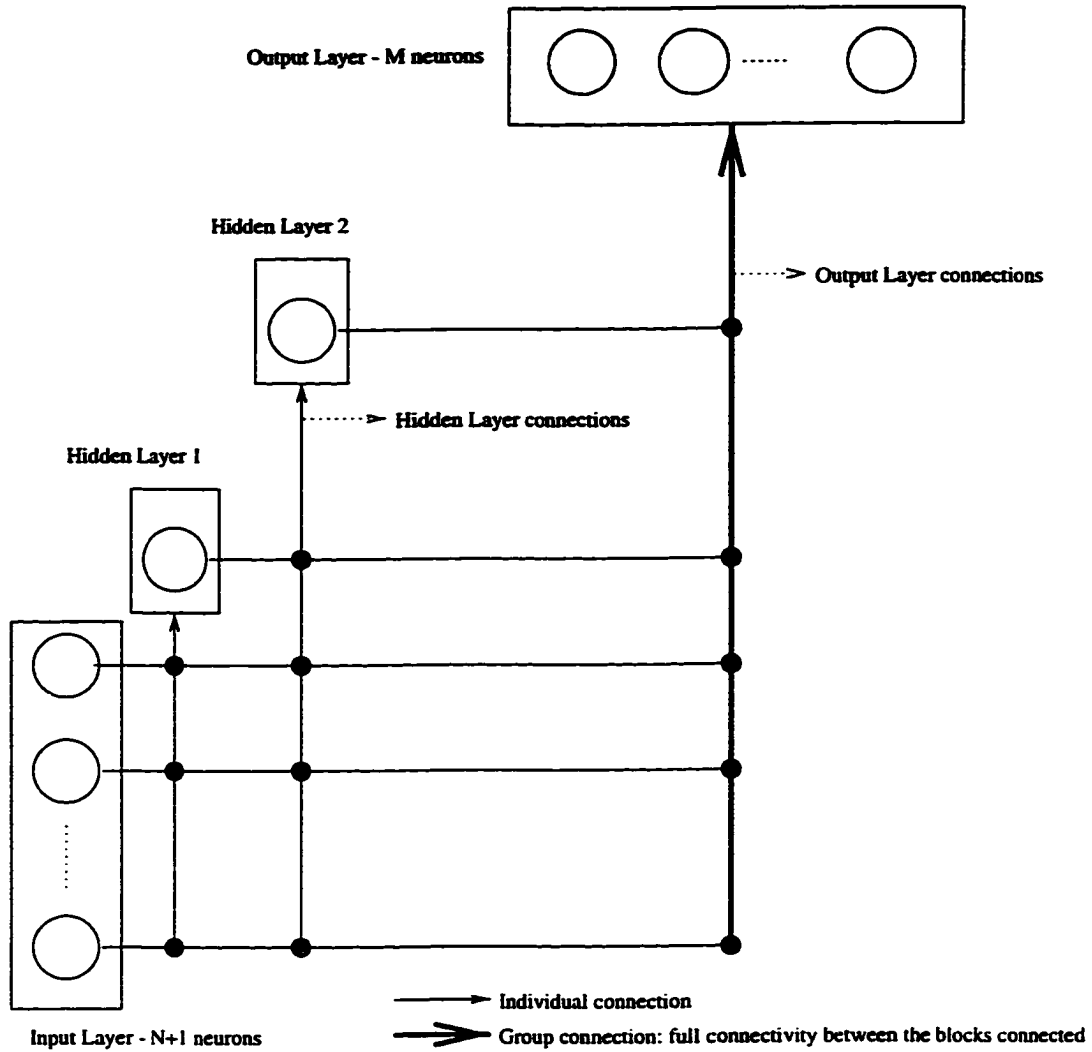 Output Layer - M neurons
Hidden Layer 2
Output Layer connections
Hidden Layer connections
Hidden Layer 1
Individual connection
Input Layer - N+1 neurons
Group connection: full connectivity between the blocks connected